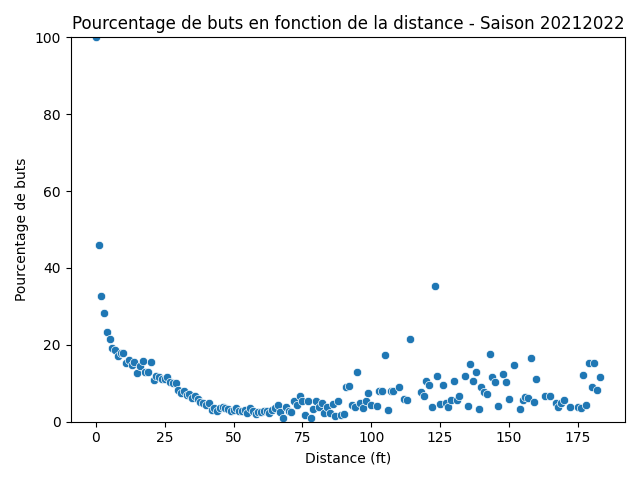 Pourcentage de buts en fonction de la distance - Saison 20212022
100
80
60
40
20
0
Pourcentage de buts
0 25 50 75 100 125 150 175
Distance (ft)